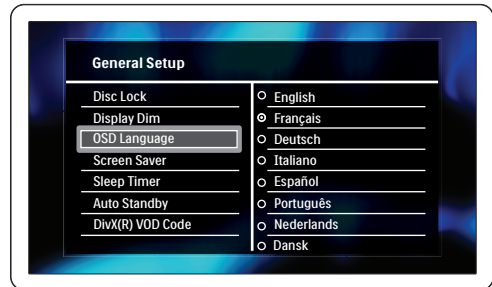 General Setup
Disc Lock
Display Dim
OSD Language
Screen Saver
Sleep Timer
Auto Standby
DivX(R) VOD Code
English
Français
Deutsch
Italiano
Español
Português
Nederlands
Dansk